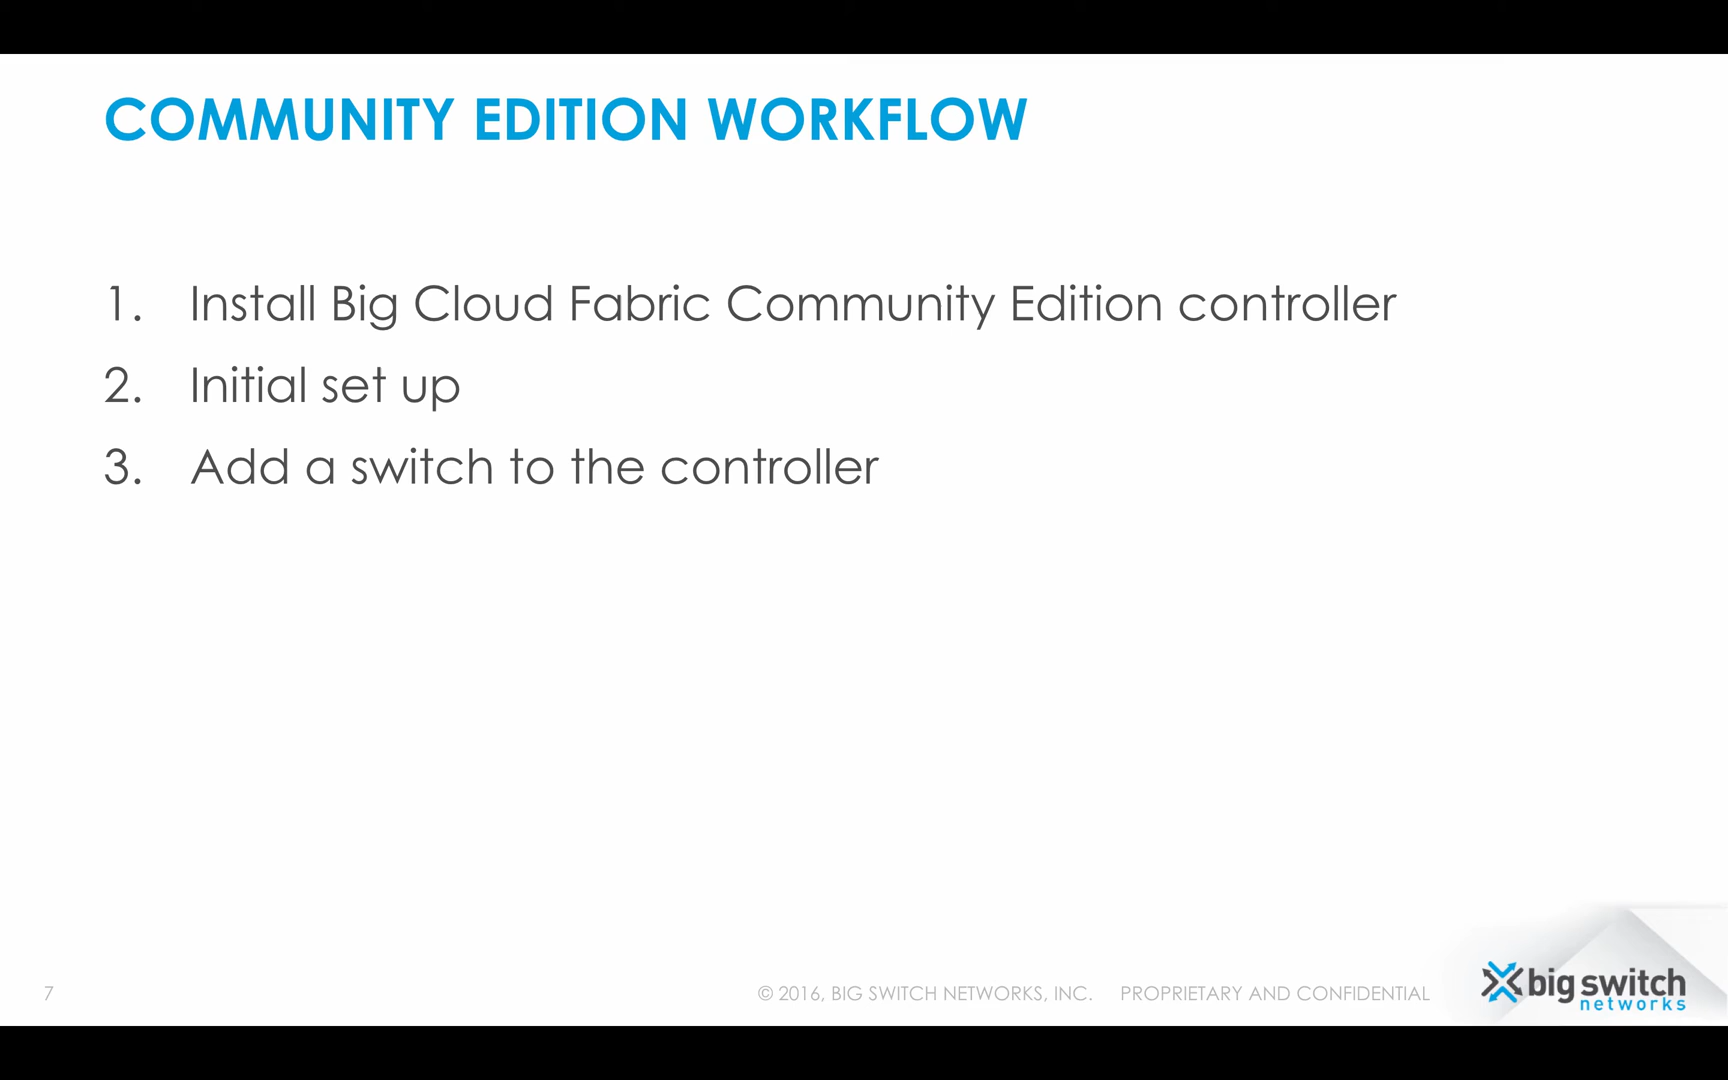 COMMUNITY EDITION WORKFLOW
1. Install Big Cloud Fabric Community Edition controller
2. Initial set up
3. Add a switch to the controller
7 © 2016, BIG SWITCH NETWORKS, INC. PROPRIETARY AND CONFIDENTIAL
big switch
networks